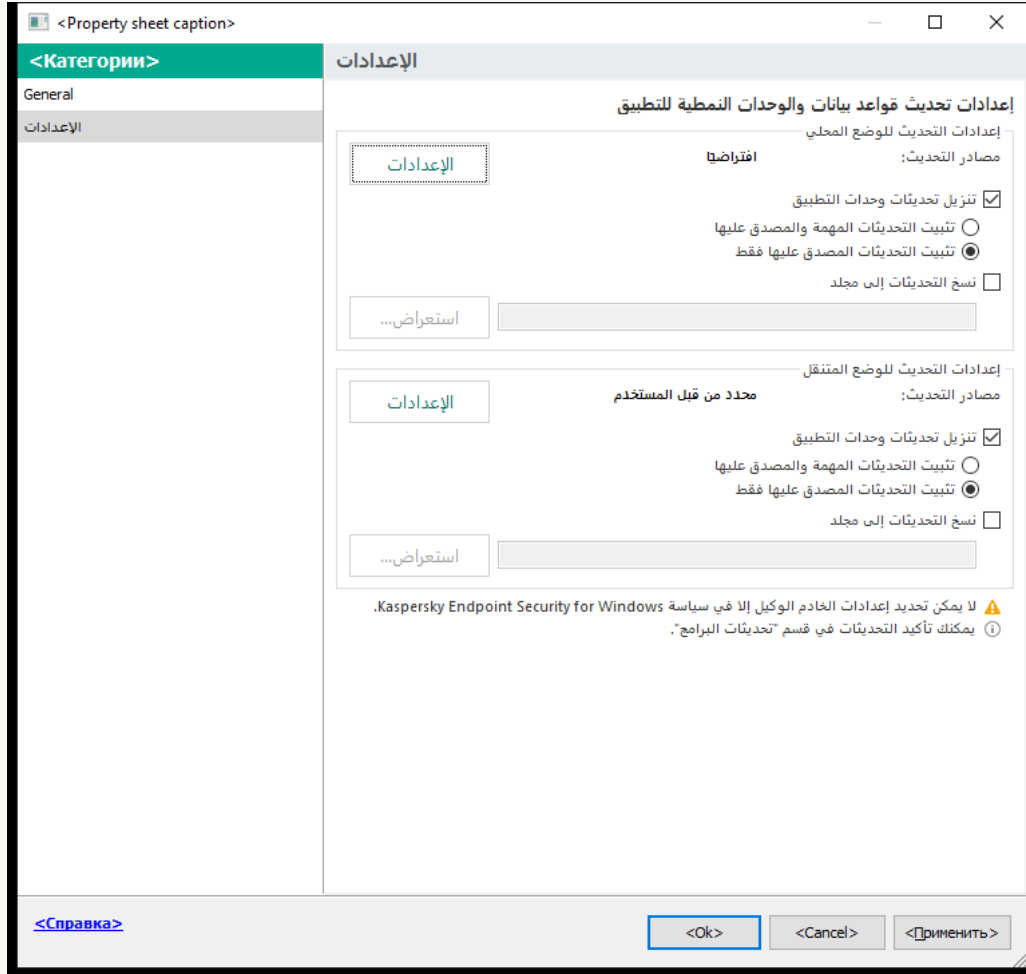 <Property sheet caption>
<Категории>
General
الإعدادات
الإعدادات
إعدادات تحديث قواعد بيانات والوحدات النمطية للتطبيق
إعدادات التحديث للوضع المحلي
مصادر التحديث: افتراضيًا
الإعدادات
تنزيل تحديثات وحدات التطبيق
تثبيت التحديثات المهمة والمصدق عليها
تثبيت التحديثات المصدق عليها فقط
نسخ التحديثات إلى مجلد
استعراض...
إعدادات التحديث للوضع المتنقل
مصادر التحديث: محدد من قبل المستخدم
الإعدادات
تنزيل تحديثات وحدات التطبيق
تثبيت التحديثات المهمة والمصدق عليها
تثبيت التحديثات المصدق عليها فقط
نسخ التحديثات إلى مجلد
استعراض...
لا يمكن تحديد إعدادات الخادم الوكيل إلا في سياسة Kaspersky Endpoint Security for Windows.
يمكنك تأكيد التحديثات في قسم "تحديثات البرامج".
<Справка>
<Ok>
<Cancel>
<Применить>